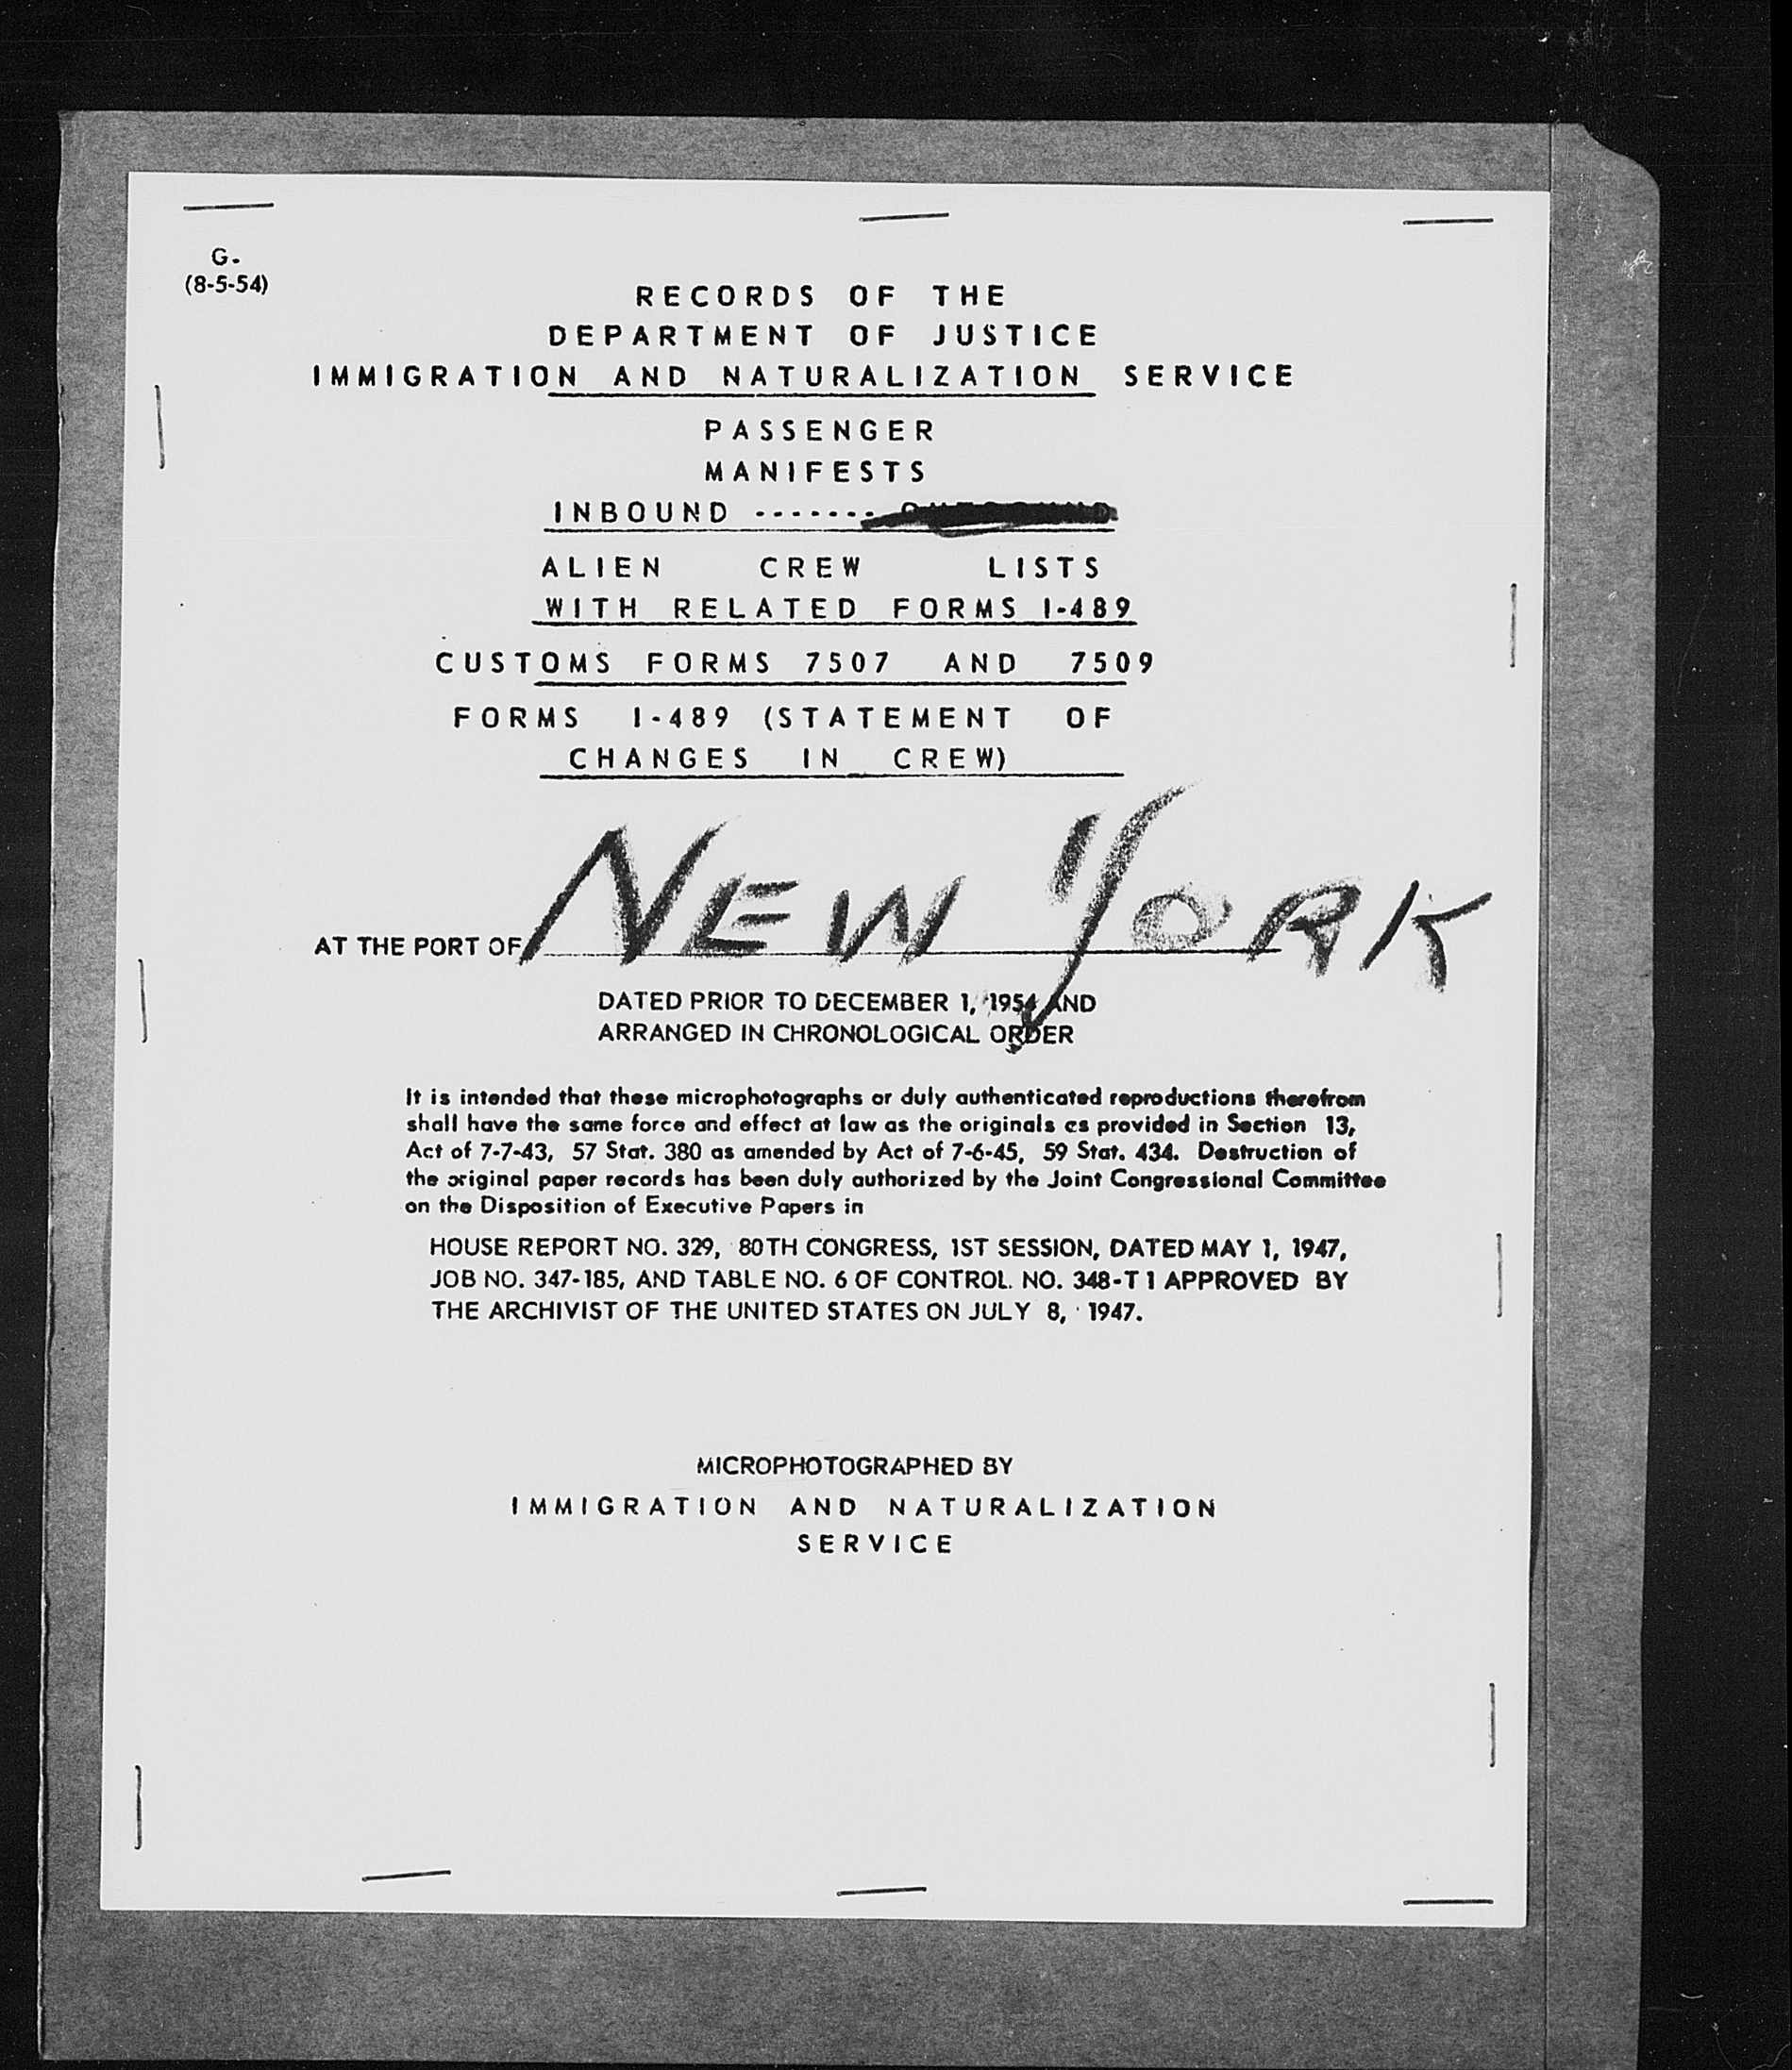 G.
(8-5-54)
RECORDS OF THE
DEPARTMENT OF JUSTICE
IMMIGRATION AND NATURALIZATION SERVICE
PASSENGER
MANIFESTS
INBOUND -------
ALIEN CREW LISTS
WITH RELATED FORMS I-489
CUSTOMS FORMS 7507 AND 7509
FORMS I-489 (STATEMENT OF
CHANGES IN CREW)
AT THE PORT OF NEW YORK
DATED PRIOR TO DECEMBER 1, 1954 AND
ARRANGED IN CHRONOLOGICAL ORDER
It is intended that these microphotographs or duly authenticated reproductions therefrom
shall have the same force and effect at law as the originals as provided in Section 13,
Act of 7-7-43, 57 Stat. 380 as amended by Act of 7-6-45, 59 Stat. 434. Destruction of
the original paper records has been duly authorized by the Joint Congressional Committee
on the Disposition of Executive Papers in
HOUSE REPORT NO. 329, 80TH CONGRESS, 1ST SESSION, DATED MAY 1, 1947,
JOB NO. 347-185, AND TABLE NO. 6 OF CONTROL NO. 348-T1 APPROVED BY
THE ARCHIVIST OF THE UNITED STATES ON JULY 8, 1947.
MICROPHOTOGRAPHED BY
IMMIGRATION AND NATURALIZATION
SERVICE